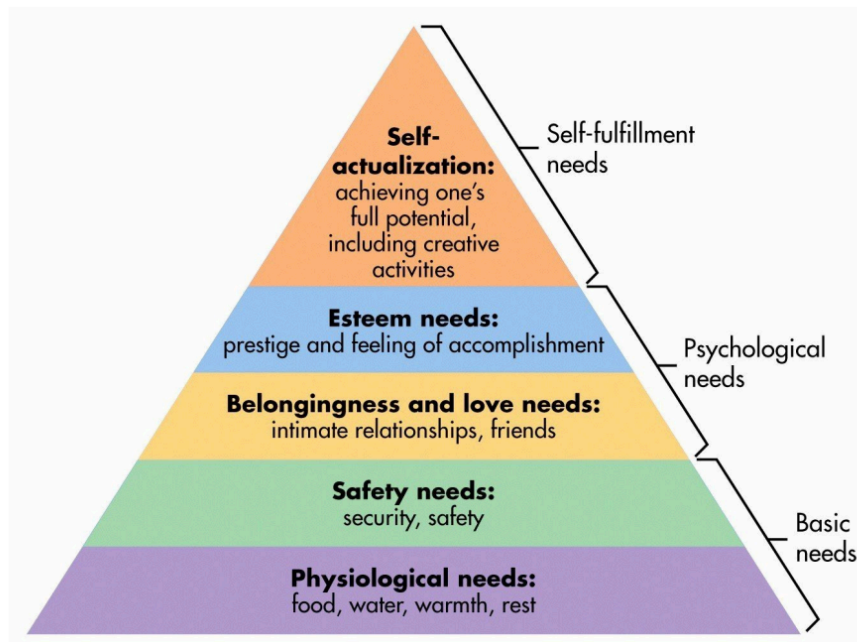 Self-
actualization:
achieving one's
full potential,
including creative
activities
Self-fulfillment
needs
Esteem needs:
prestige and feeling of accomplishment
Psychological
needs
Belongingness and love needs:
intimate relationships, friends
Safety needs:
security, safety
Basic
needs
Physiological needs:
food, water, warmth, rest